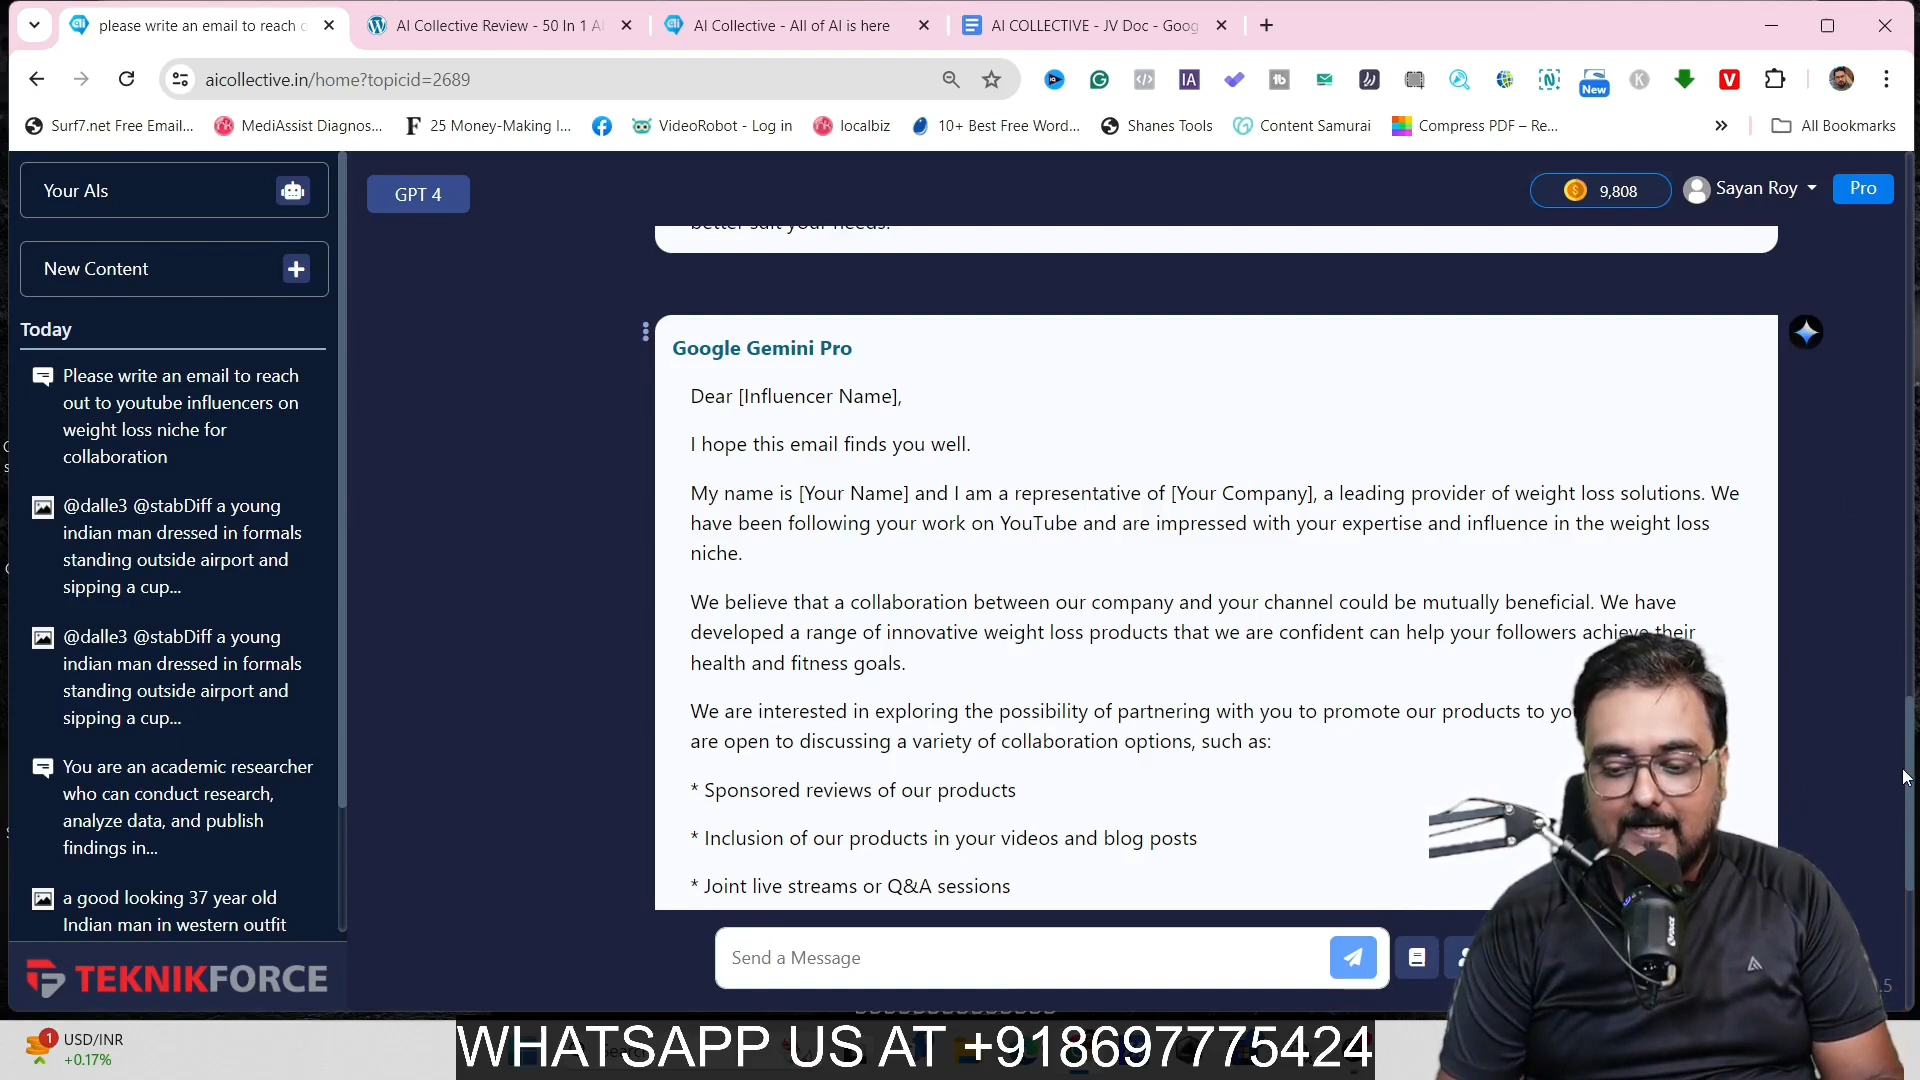 please write an email to reach
AI Collective Review - 50 In 1 A
AI Collective - All of AI is here
AI COLLECTIVE - JV Doc - Goog
aicollective.in/home?topicid=2689
New
Surf7.net Free Email...
MediAssist Diagnos...
25 Money-Making I...
VideoRobot - Log in
localbiz
10+ Best Free Word...
Shanes Tools
Content Samurai
Compress PDF – Re...
All Bookmarks
Your AIs
GPT 4
9,808
Sayan Roy
Pro
New Content
Today
Please write an email to reach
out to youtube influencers on
weight loss niche for
collaboration
@dalle3 @stabDiff a young
indian man dressed in formals
standing outside airport and
sipping a cup...
@dalle3 @stabDiff a young
indian man dressed in formals
standing outside airport and
sipping a cup...
You are an academic researcher
who can conduct research,
analyze data, and publish
findings in...
a good looking 37 year old
Indian man in western outfit
TEKNIKFORCE
better suit your needs.
Google Gemini Pro
Dear [Influencer Name],
I hope this email finds you well.
My name is [Your Name] and I am a representative of [Your Company], a leading provider of weight loss solutions. We
have been following your work on YouTube and are impressed with your expertise and influence in the weight loss
niche.
We believe that a collaboration between our company and your channel could be mutually beneficial. We have
developed a range of innovative weight loss products that we are confident can help your followers achieve their
health and fitness goals.
We are interested in exploring the possibility of partnering with you to promote our products to yo
are open to discussing a variety of collaboration options, such as:
* Sponsored reviews of our products
* Inclusion of our products in your videos and blog posts
* Joint live streams or Q&A sessions
Send a Message
1
USD/INR
+0.17%
WHATSAPP US AT +918697775424